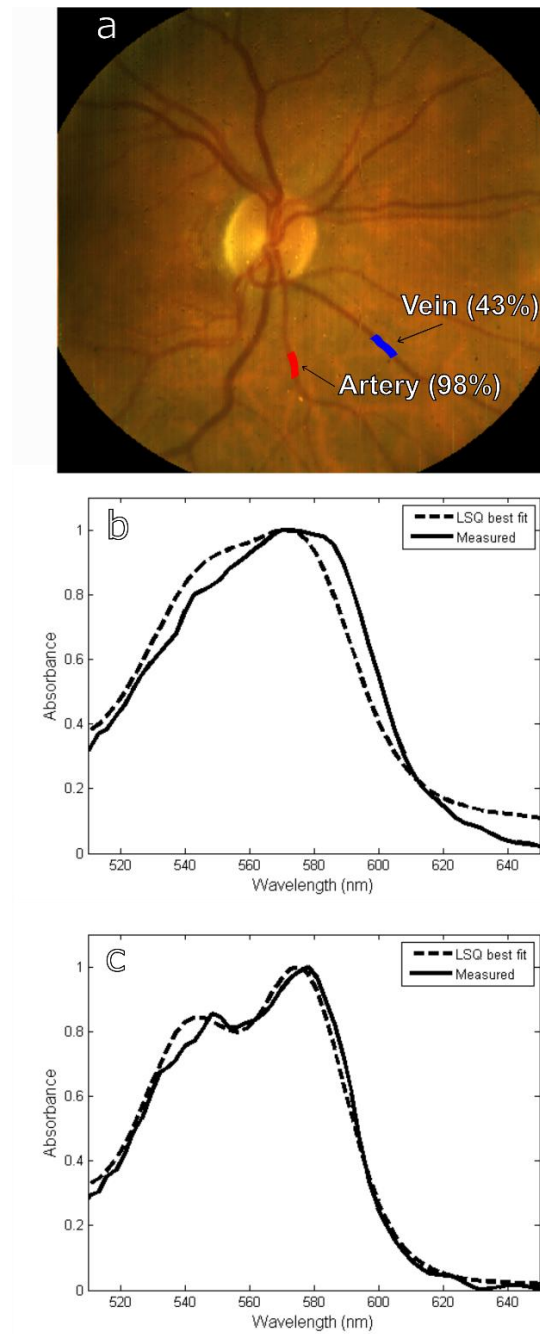 a
Vein (43%)
Artery (98%)
b
LSQ best fit
Measured
1
0.8
0.6
0.4
0.2
0
Absorbance
520 540 560 580 600 620 640
Wavelength (nm)
c
LSQ best fit
Measured
1
0.8
0.6
0.4
0.2
0
Absorbance
520 540 560 580 600 620 640
Wavelength (nm)